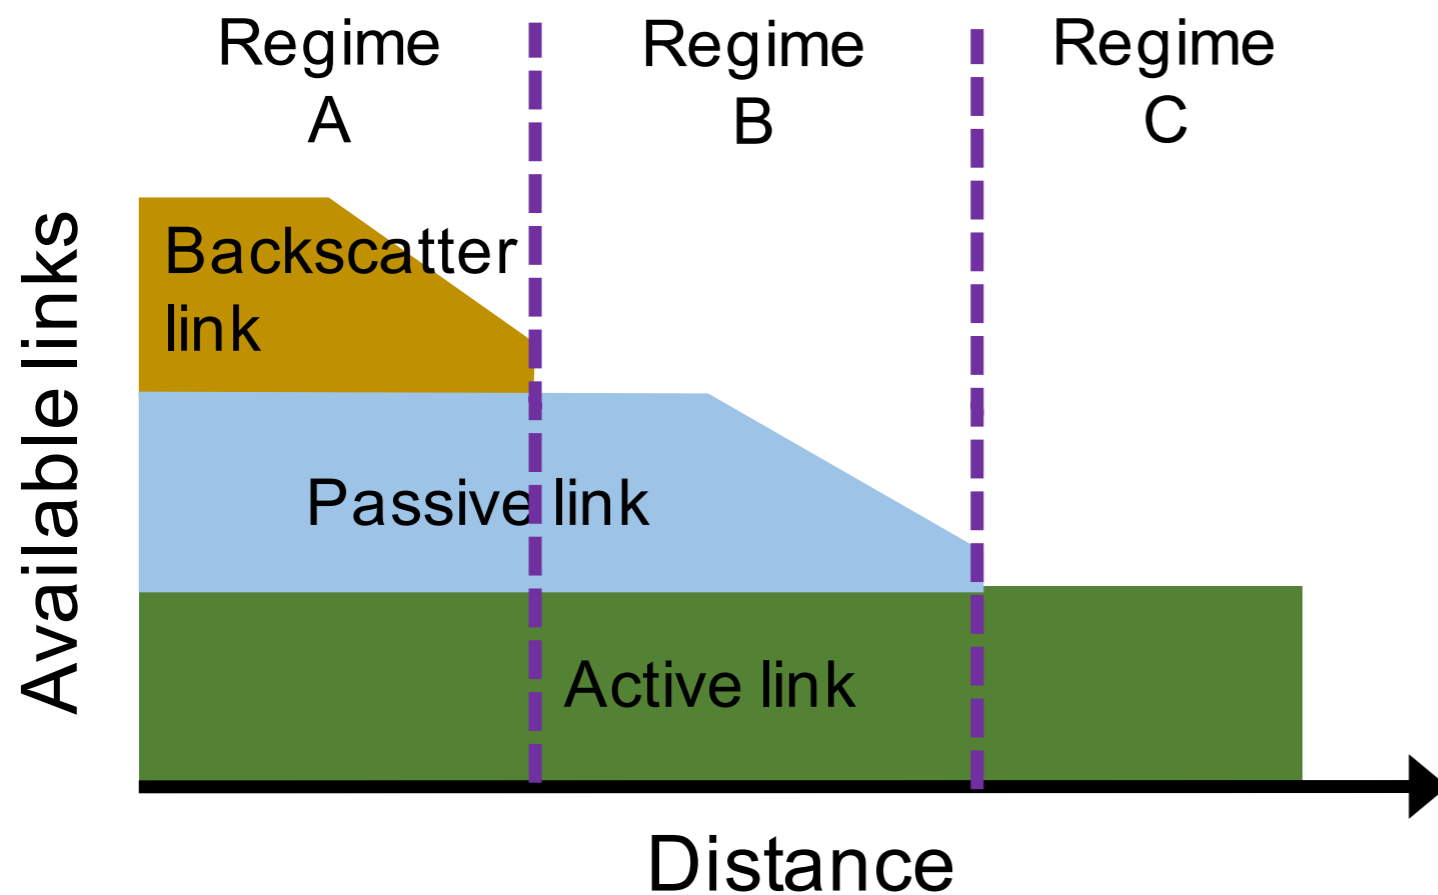 Regime
A
Regime
B
Regime
C
Available links
Backscatter
link
Passive link
Active link
Distance